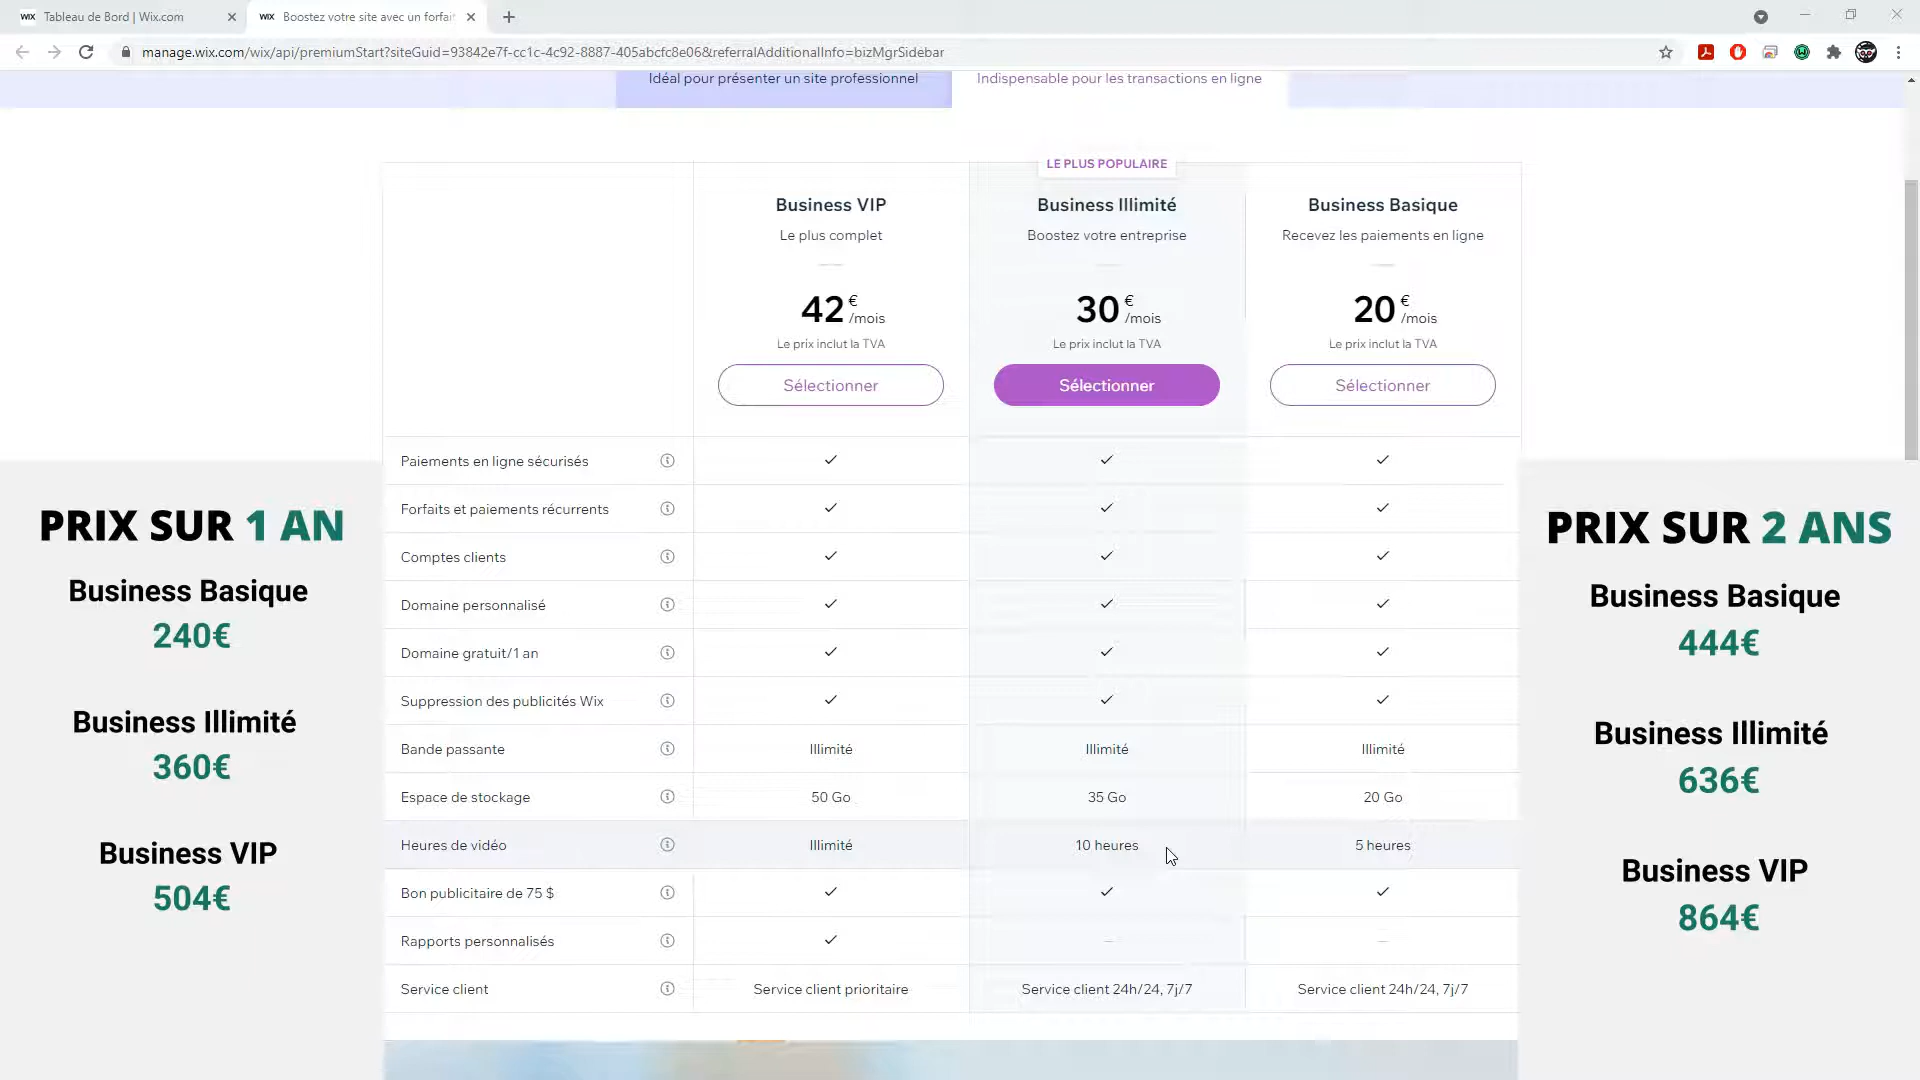 WIX Tableau de Bord | Wix.com
WIX Boostez votre site avec un forfait
manage.wix.com/wix/api/premiumStart?siteGuid=93842e7f-cc1c-4c92-8887-405abcfc8e06&referralAdditionalInfo=bizMgrSidebar
Idéal pour présenter un site professionnel
Indispensable pour les transactions en ligne
LE PLUS POPULAIRE
Business VIP
Le plus complet
42 € /mois
Le prix inclut la TVA
Sélectionner
Business Illimité
Boostez votre entreprise
30 € /mois
Le prix inclut la TVA
Sélectionner
Business Basique
Recevez les paiements en ligne
20 € /mois
Le prix inclut la TVA
Sélectionner
Paiements en ligne sécurisés
Forfaits et paiements récurrents
Comptes clients
Domaine personnalisé
Domaine gratuit/1 an
Suppression des publicités Wix
Bande passante Illimité Illimité Illimité
Espace de stockage 50 Go 35 Go 20 Go
Heures de vidéo Illimité 10 heures 5 heures
Bon publicitaire de 75 $
Rapports personnalisés
Service client Service client prioritaire Service client 24h/24, 7j/7 Service client 24h/24, 7j/7
PRIX SUR 1 AN
Business Basique
240€
Business Illimité
360€
Business VIP
504€
PRIX SUR 2 ANS
Business Basique
444€
Business Illimité
636€
Business VIP
864€